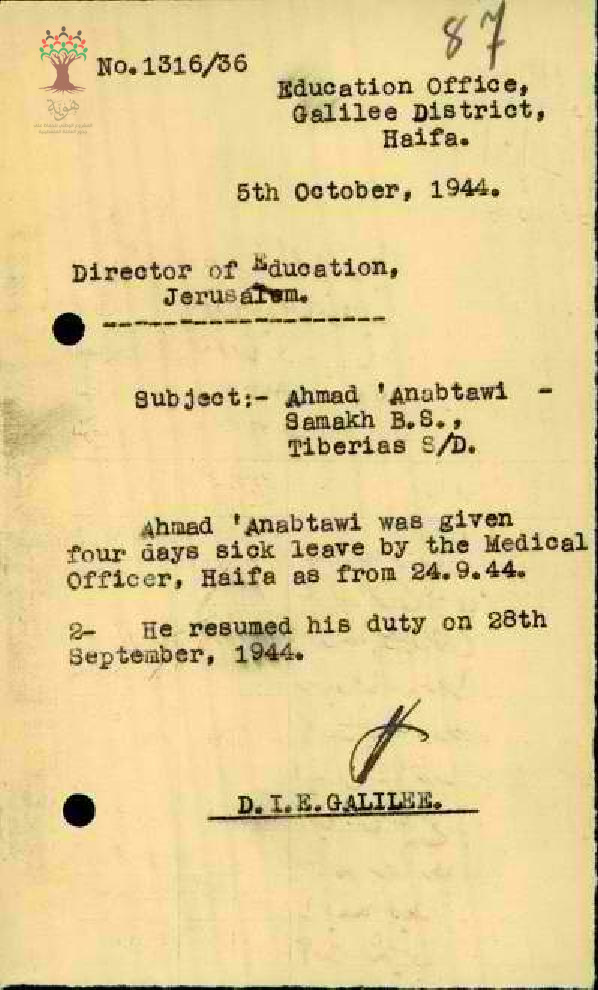 87
No.1316/36
Education Office,
Galilee District,
Haifa.
5th October, 1944.
Director of Education,
Jerusalem.
Subject:- Ahmad 'Anabtawi -
Samakh B.S.,
Tiberias S/D.
Ahmad 'Anabtawi was given
four days sick leave by the Medical
Officer, Haifa as from 24.9.44.
2- He resumed his duty on 28th
September, 1944.
D.I.E.GALILEE.
هوية